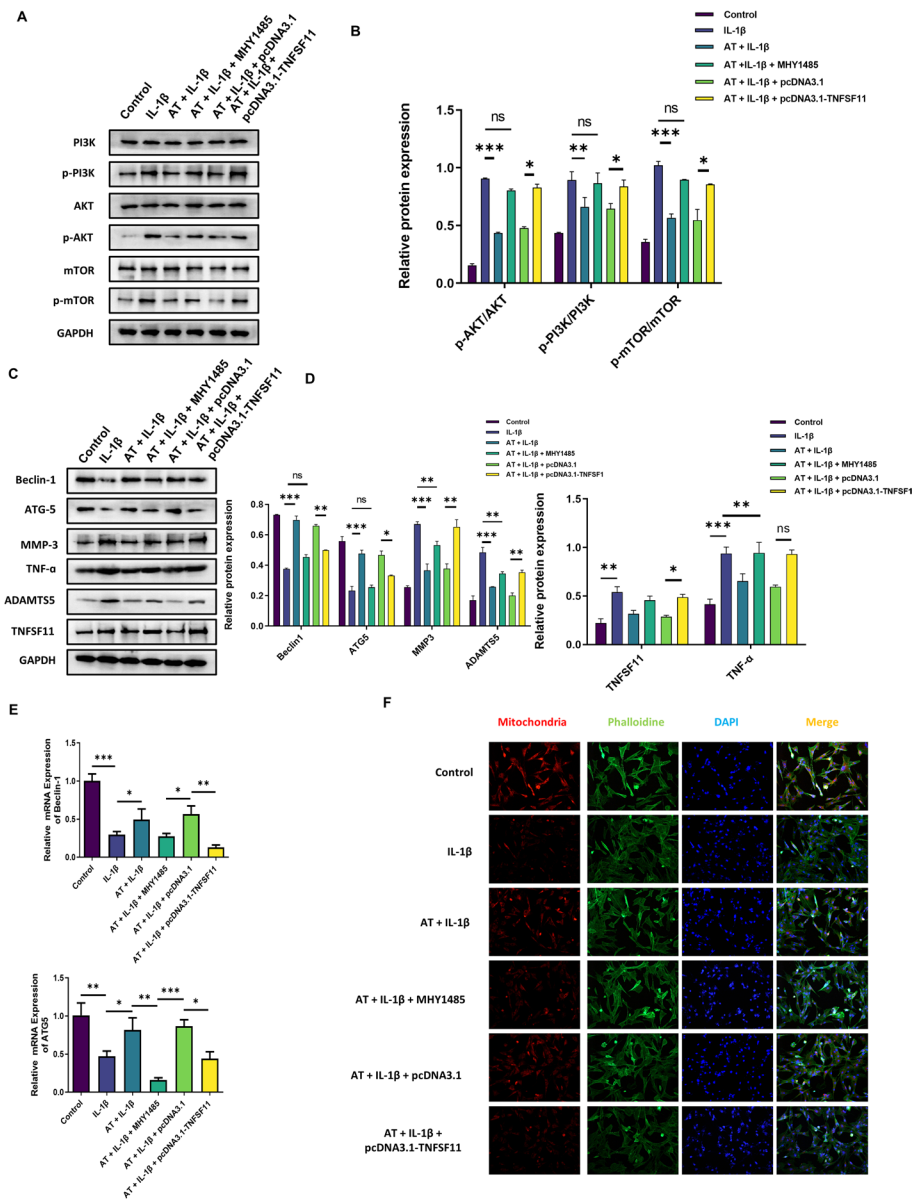 A
Control
IL-1β
AT + IL-1β
AT + IL-1β + MHY1485
AT + IL-1β + pcDNA3.1
AT + IL-1β +
pcDNA3.1-TNFSF11
PI3K
p-PI3K
AKT
p-AKT
mTOR
p-mTOR
GAPDH
B
Control
IL-1β
AT + IL-1β
AT +IL-1β + MHY1485
AT + IL-1β + pcDNA3.1
AT + IL-1β + pcDNA3.1-TNFSF11
Relative protein expression
1.5
1.0
0.5
0.0
ns
***
*
ns
**
*
ns
***
*
p-AKT/AKT
p-PI3K/PI3K
p-mTOR/mTOR
C
Control
IL-1β
AT + IL-1β
AT + IL-1β + MHY1485
AT + IL-1β + pcDNA3.1
AT + IL-1β +
pcDNA3.1-TNFSF11
Beclin-1
ATG-5
MMP-3
TNF-α
ADAMTS5
TNFSF11
GAPDH
D
Control
IL-1β
AT + IL-1β
AT + IL-1β + MHY1485
AT + IL-1β + pcDNA3.1
AT + IL-1β + pcDNA3.1-TNFSF1
Relative protein expression
0.8
0.6
0.4
0.2
0.0
ns
***
**
ns
***
*
**
***
**
**
***
**
Beclin1
ATG5
MMP3
ADAMTS5
Control
IL-1β
AT + IL-1β
AT + IL-1β + MHY1485
AT + IL-1β + pcDNA3.1
AT + IL-1β + pcDNA3.1-TNFSF1
Relative protein expression
1.5
1.0
0.5
0.0
**
*
***
**
ns
TNFSF11
TNF-α
E
Relative mRNA Expression
of Beclin-1
1.5
1.0
0.5
0.0
***
*
*
**
Control
IL-1β
AT + IL-1β
AT + IL-1β + MHY1485
AT + IL-1β + pcDNA3.1
AT + IL-1β + pcDNA3.1-TNFSF11
Relative mRNA Expression
of ATG5
1.5
1.0
0.5
0.0
**
*
**
***
*
Control
IL-1β
AT + IL-1β
AT + IL-1β + MHY1485
AT + IL-1β + pcDNA3.1
AT + IL-1β + pcDNA3.1-TNFSF11
F
Mitochondria
Phalloidine
DAPI
Merge
Control
IL-1β
AT + IL-1β
AT + IL-1β + MHY1485
AT + IL-1β + pcDNA3.1
AT + IL-1β +
pcDNA3.1-TNFSF11